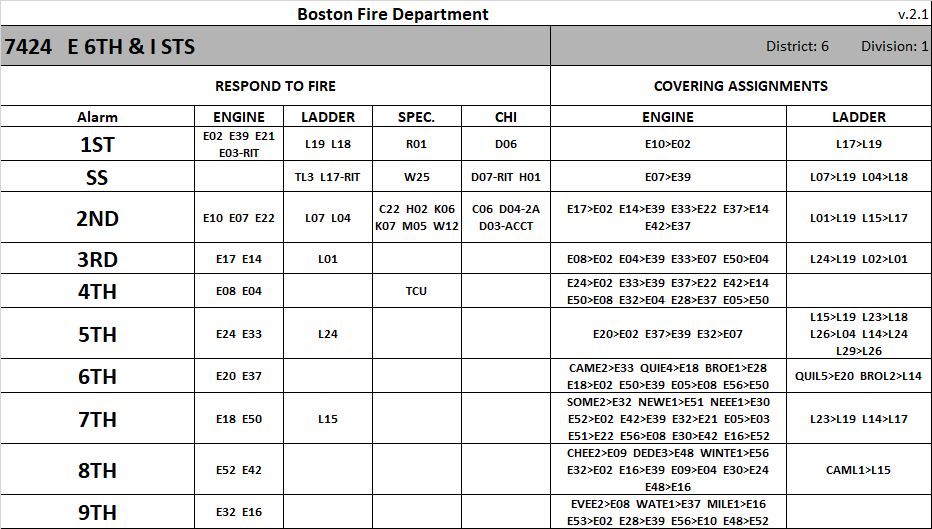 Boston Fire Department v.2.1
7424 E 6TH & I STS District: 6 Division: 1
RESPOND TO FIRE COVERING ASSIGNMENTS
Alarm ENGINE LADDER SPEC. CHI ENGINE LADDER
1ST E02 E39 E21 E03-RIT L19 L18 R01 D06 E10>E02 L17>L19
SS TL3 L17-RIT W25 D07-RIT H01 E07>E39 L07>L19 L04>L18
2ND E10 E07 E22 L07 L04 C22 H02 K06 K07 M05 W12 C06 D04-2A D03-ACCT E17>E02 E14>E39 E33>E22 E37>E14 E42>E37 L01>L19 L15>L17
3RD E17 E14 L01 E08>E02 E04>E39 E33>E07 E50>E04 L24>L19 L02>L01
4TH E08 E04 TCU E24>E02 E33>E39 E37>E22 E42>E14 E50>E08 E32>E04 E28>E37 E05>E50
5TH E24 E33 L24 E20>E02 E37>E39 E32>E07 L15>L19 L23>L18 L26>L04 L14>L24 L29>L26
6TH E20 E37 CAME2>E33 QUIE4>E18 BROE1>E28 E18>E02 E50>E39 E05>E08 E56>E50 QUIL5>E20 BROL2>L14
7TH E18 E50 L15 SOME2>E32 NEWE1>E51 NEEE1>E30 E52>E02 E42>E39 E32>E21 E05>E03 E51>E22 E56>E08 E30>E42 E16>E52 L23>L19 L14>L17
8TH E52 E42 CHEE2>E09 DEDE3>E48 WINTE1>E56 E32>E02 E16>E39 E09>E04 E30>E24 E48>E16 CAML1>L15
9TH E32 E16 EVEE2>E08 WATE1>E37 MILE1>E16 E53>E02 E28>E39 E56>E10 E48>E52